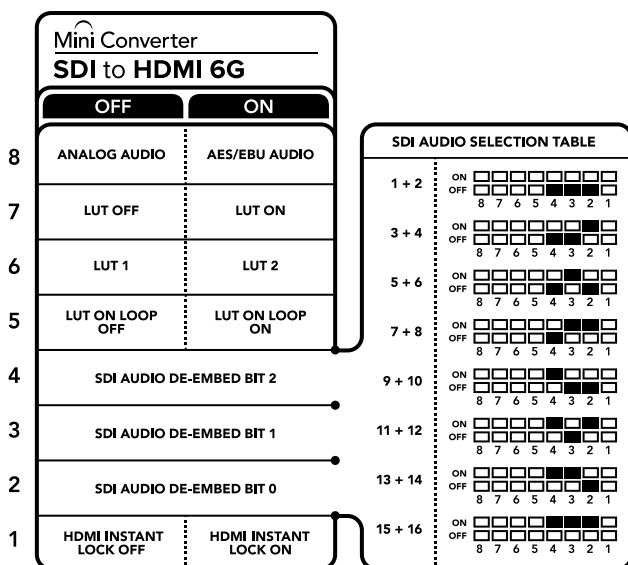 Mini Converter
SDI to HDMI 6G
OFF ON
8 ANALOG AUDIO AES/EBU AUDIO
7 LUT OFF LUT ON
6 LUT 1 LUT 2
5 LUT ON LOOP OFF LUT ON LOOP ON
4 SDI AUDIO DE-EMBED BIT 2
3 SDI AUDIO DE-EMBED BIT 1
2 SDI AUDIO DE-EMBED BIT 0
1 HDMI INSTANT LOCK OFF HDMI INSTANT LOCK ON
SDI AUDIO SELECTION TABLE
1 + 2 ON
OFF
8 7 6 5 4 3 2 1
3 + 4 ON
OFF
8 7 6 5 4 3 2 1
5 + 6 ON
OFF
8 7 6 5 4 3 2 1
7 + 8 ON
OFF
8 7 6 5 4 3 2 1
9 + 10 ON
OFF
8 7 6 5 4 3 2 1
11 + 12 ON
OFF
8 7 6 5 4 3 2 1
13 + 14 ON
OFF
8 7 6 5 4 3 2 1
15 + 16 ON
OFF
8 7 6 5 4 3 2 1